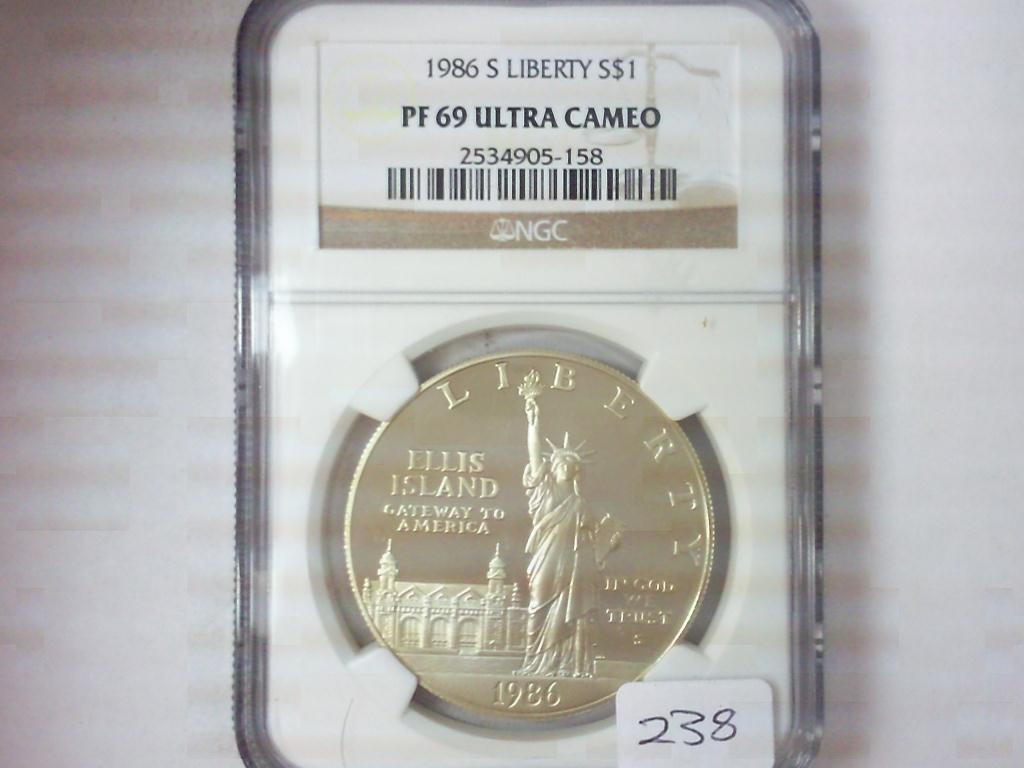 1986 S LIBERTY S$1
PF 69 ULTRA CAMEO
2534905-158
NGC
LIBERTY
ELLIS
ISLAND
GATEWAY TO
AMERICA
IN GOD
WE
TRUST
S
1986
238